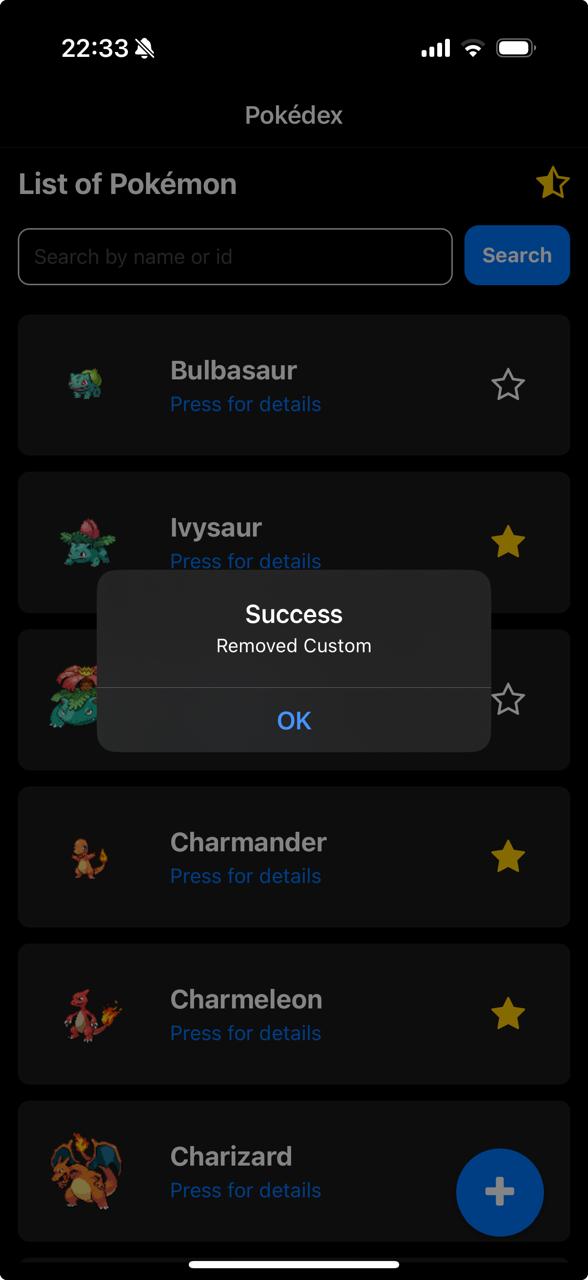 22:33
Pokédex
List of Pokémon
Search by name or id
Search
Bulbasaur
Press for details
Ivysaur
Press for details
Success
Removed Custom
OK
Charmander
Press for details
Charmeleon
Press for details
Charizard
Press for details